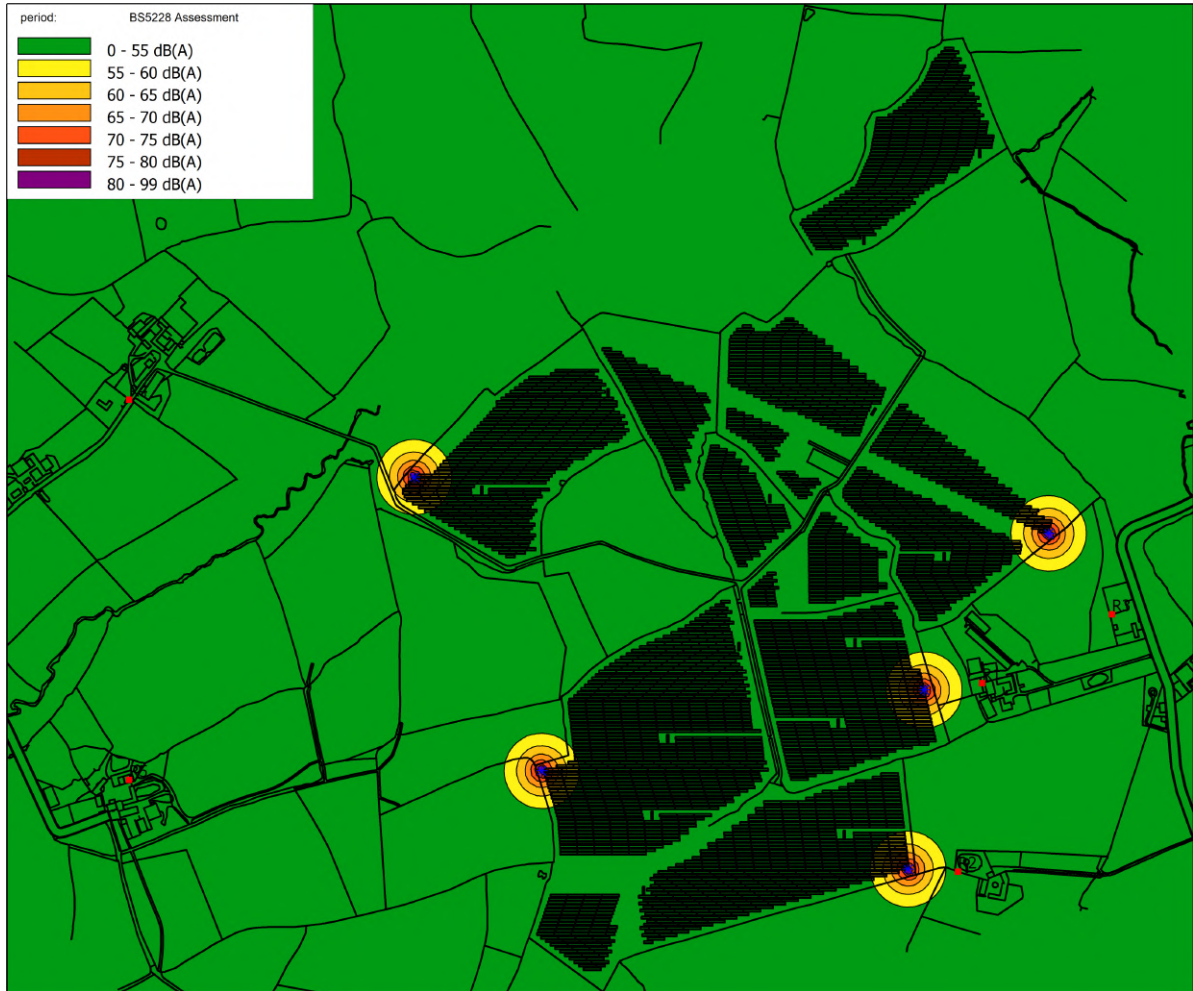 period: BS5228 Assessment
0 - 55 dB(A)
55 - 60 dB(A)
60 - 65 dB(A)
65 - 70 dB(A)
70 - 75 dB(A)
75 - 80 dB(A)
80 - 99 dB(A)